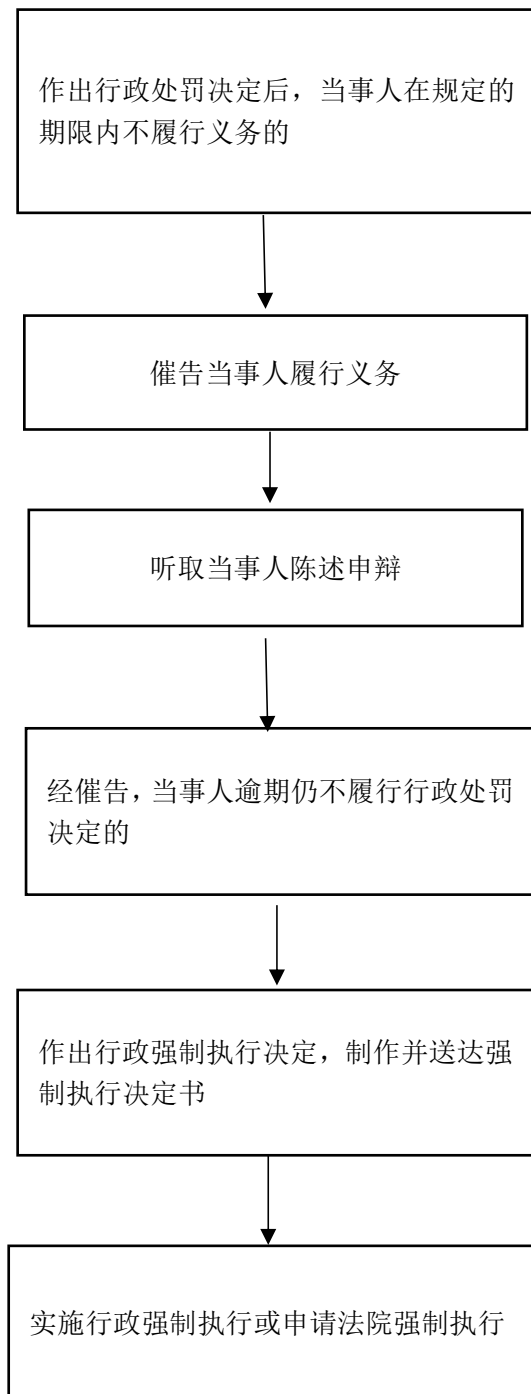 作出行政处罚决定后，当事人在规定的
期限内不履行义务的
催告当事人履行义务
听取当事人陈述申辩
经催告，当事人逾期仍不履行行政处罚
决定的
作出行政强制执行决定，制作并送达强
制执行决定书
实施行政强制执行或申请法院强制执行